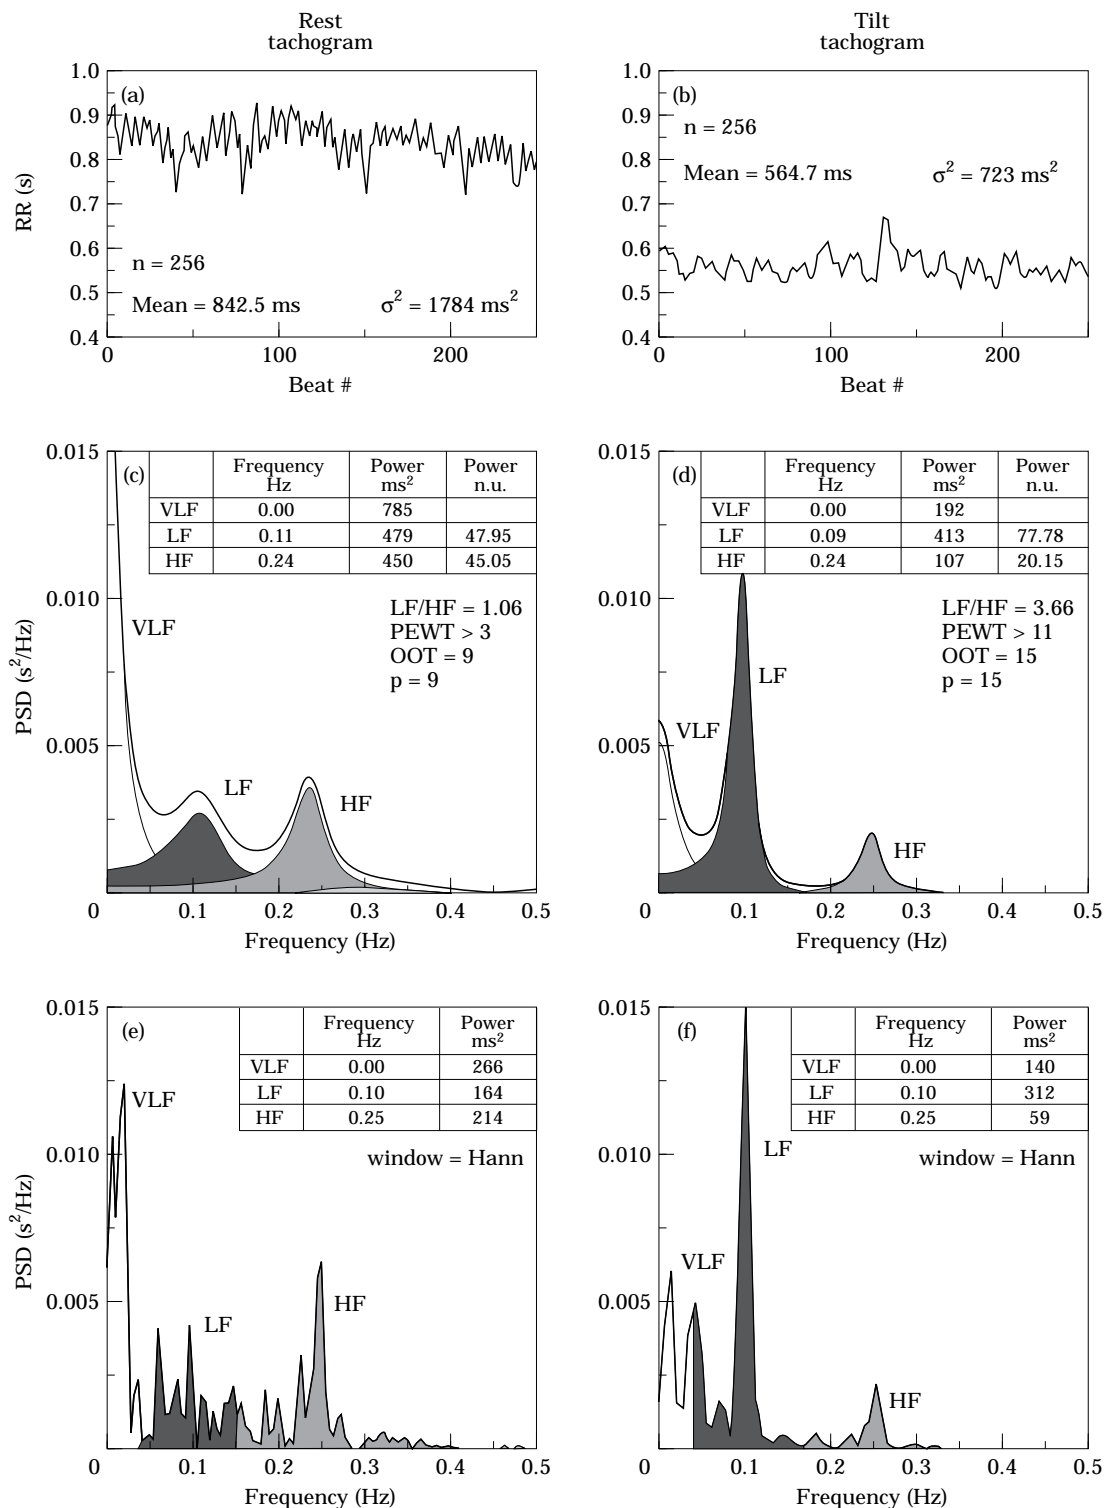 Rest
tachogram
Tilt
tachogram
1.0
0.9
0.8
0.7
0.6
0.5
0.4
RR (s)
(a)
n = 256
Mean = 842.5 ms σ² = 1784 ms²
0 100 200
Beat #
1.0
0.9
0.8
0.7
0.6
0.5
0.4
(b)
n = 256
Mean = 564.7 ms σ² = 723 ms²
0 100 200
Beat #
0.015
0.010
0.005
PSD (s²/Hz)
(c)
Frequency Hz Power ms² Power n.u.
VLF 0.00 785
LF 0.11 479 47.95
HF 0.24 450 45.05
LF/HF = 1.06
PEWT > 3
OOT = 9
p = 9
VLF
LF
HF
0 0.1 0.2 0.3 0.4 0.5
Frequency (Hz)
0.015
0.010
0.005
(d)
Frequency Hz Power ms² Power n.u.
VLF 0.00 192
LF 0.09 413 77.78
HF 0.24 107 20.15
LF/HF = 3.66
PEWT > 11
OOT = 15
p = 15
VLF
LF
HF
0 0.1 0.2 0.3 0.4 0.5
Frequency (Hz)
0.015
0.010
0.005
PSD (s²/Hz)
(e)
Frequency Hz Power ms²
VLF 0.00 266
LF 0.10 164
HF 0.25 214
window = Hann
VLF
LF
HF
0 0.1 0.2 0.3 0.4 0.5
Frequency (Hz)
0.015
0.010
0.005
(f)
Frequency Hz Power ms²
VLF 0.00 140
LF 0.10 312
HF 0.25 59
window = Hann
VLF
LF
HF
0 0.1 0.2 0.3 0.4 0.5
Frequency (Hz)